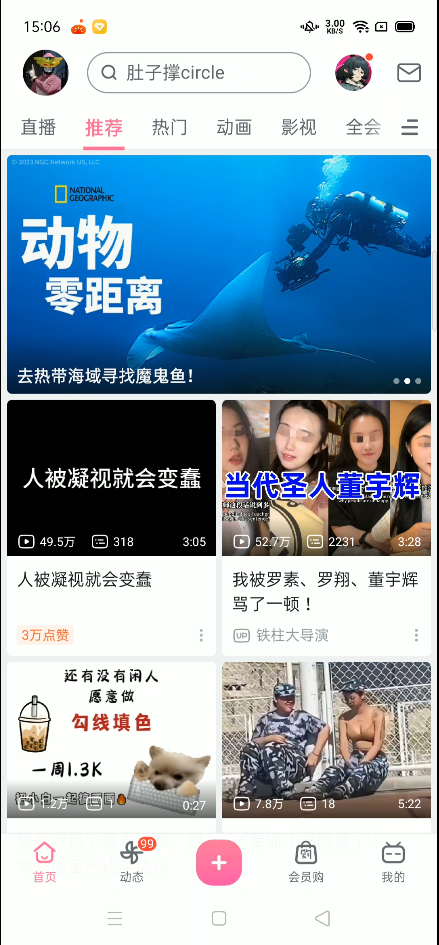 15:06
3.00
KB/S
肚子撑circle
直播
推荐
热门
动画
影视
全会
© 2023 NGC Network US, LLC
NATIONAL
GEOGRAPHIC
动物
零距离
去热带海域寻找魔鬼鱼！
人被凝视就会变蠢
49.5万
318
3:05
人被凝视就会变蠢
3万点赞
当代圣人董宇辉
52.7万
2231
3:28
我被罗素、罗翔、董宇辉
骂了一顿！
UP 铁柱大导演
还有没有闲人
愿意做
勾线填色
一周1.3K
1.2万
1
0:27
7.8万
18
5:22
首页
99
动态
会员购
我的